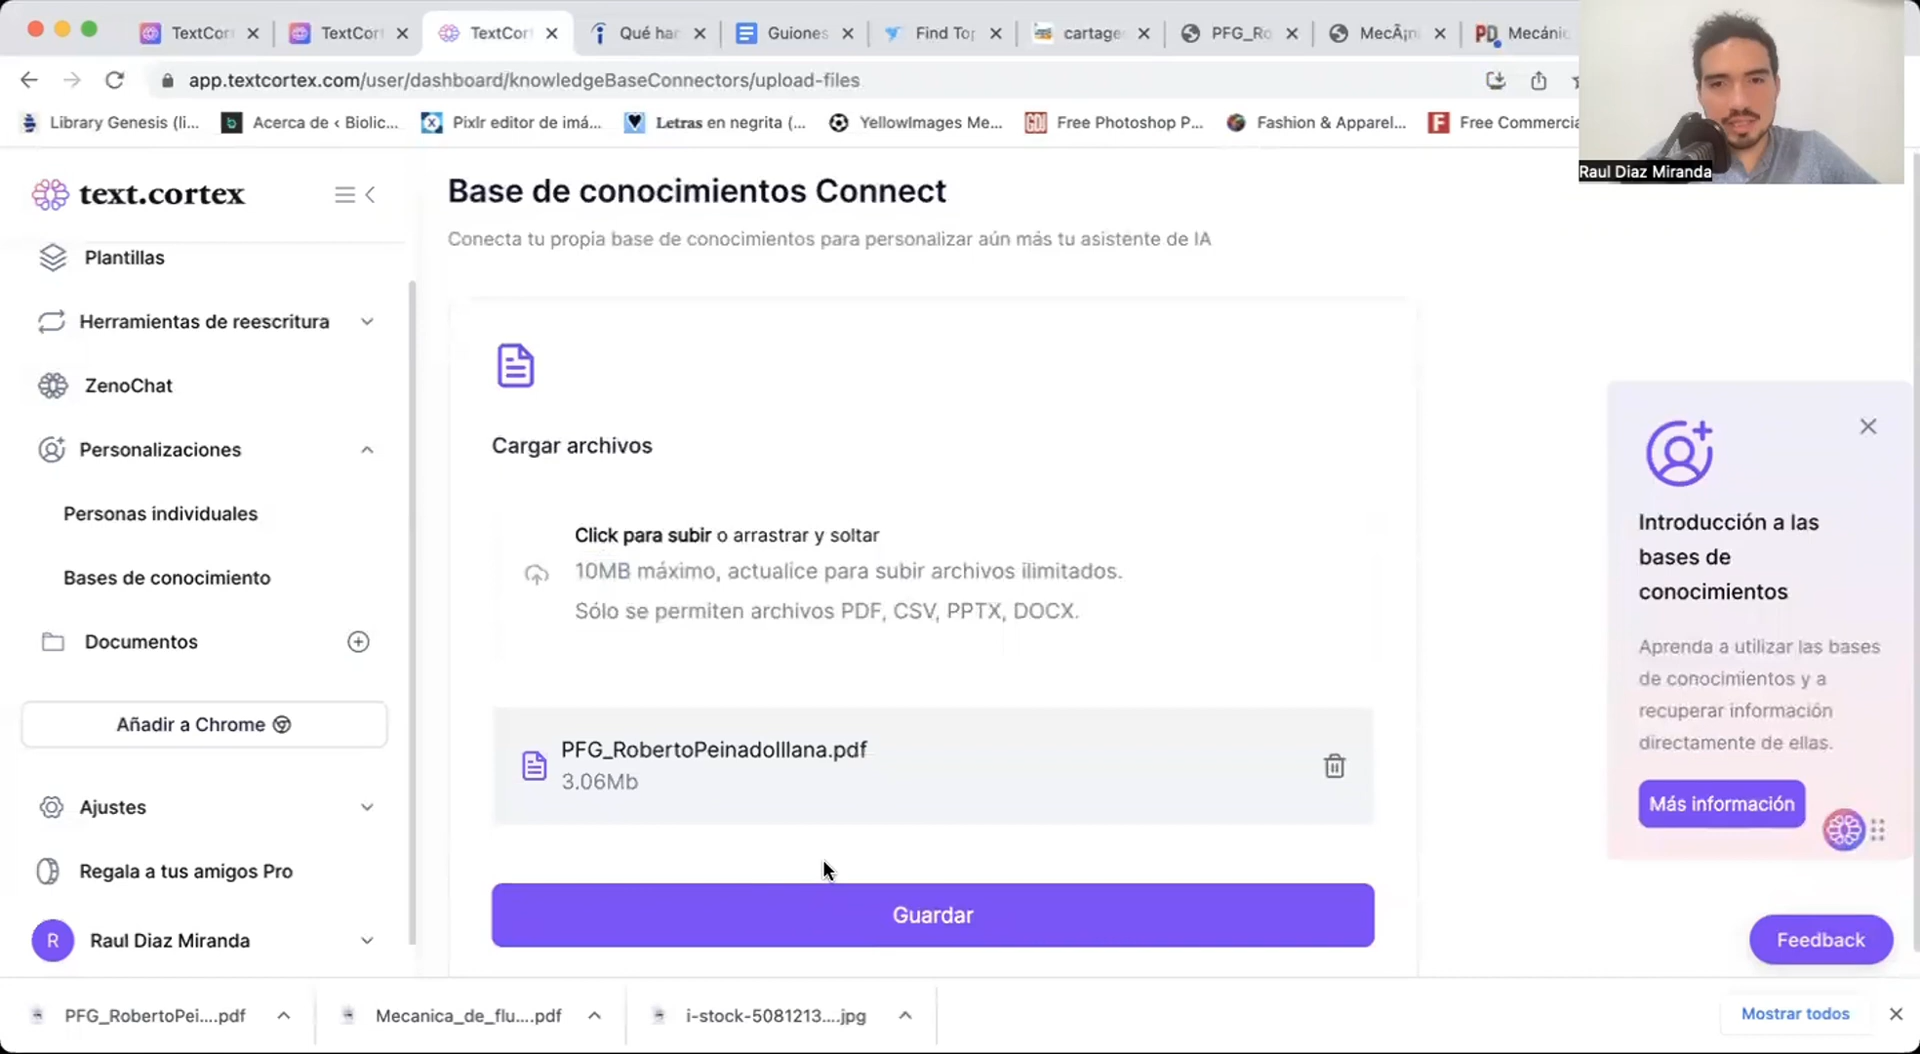 TextCor
TextCor
TextCor
Qué har
Guiones
Find Top
cartage
PFG_Ro
MecÃ¡ni
PD
Mecánic
app.textcortex.com/user/dashboard/knowledgeBaseConnectors/upload-files
Library Genesis (li...
Acerca de ‹ Biolic...
Pixlr editor de imá...
Letras en negrita (...
YellowImages Me...
Free Photoshop P...
Fashion & Apparel...
Free Commercia
Raul Diaz Miranda
text.cortex
Plantillas
Herramientas de reescritura
ZenoChat
Personalizaciones
Personas individuales
Bases de conocimiento
Documentos
Añadir a Chrome
Ajustes
Regala a tus amigos Pro
R
Raul Diaz Miranda
Base de conocimientos Connect
Conecta tu propia base de conocimientos para personalizar aún más tu asistente de IA
Cargar archivos
Click para subir o arrastrar y soltar
10MB máximo, actualice para subir archivos ilimitados.
Sólo se permiten archivos PDF, CSV, PPTX, DOCX.
PFG_RobertoPeinadoIllana.pdf
3.06Mb
Guardar
Introducción a las
bases de
conocimientos
Aprenda a utilizar las bases
de conocimientos y a
recuperar información
directamente de ellas.
Más información
Feedback
PFG_RobertoPei....pdf
Mecanica_de_flu....pdf
i-stock-5081213....jpg
Mostrar todos